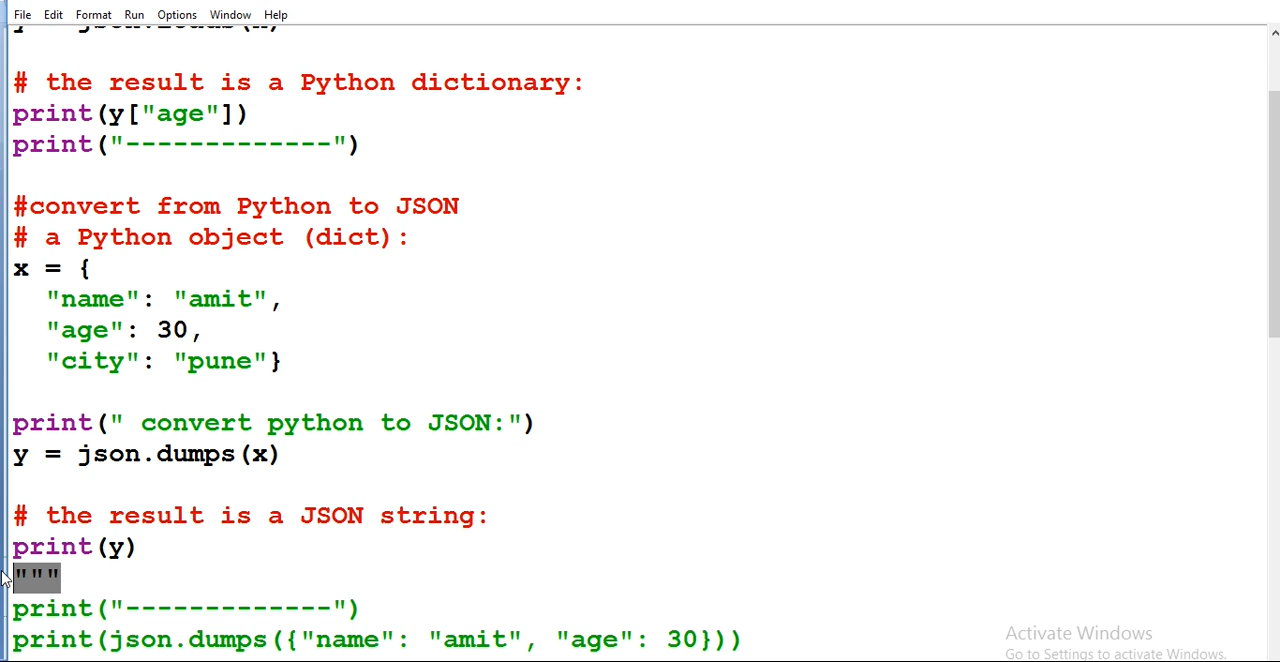 File Edit Format Run Options Window Help
# the result is a Python dictionary:
print(y["age"])
print("-------------")
#convert from Python to JSON
# a Python object (dict):
x = {
"name": "amit",
"age": 30,
"city": "pune"}
print(" convert python to JSON:")
y = json.dumps(x)
# the result is a JSON string:
print(y)
"""
print("-------------")
print(json.dumps({"name": "amit", "age": 30}))
Activate Windows
Go to Settings to activate Windows.